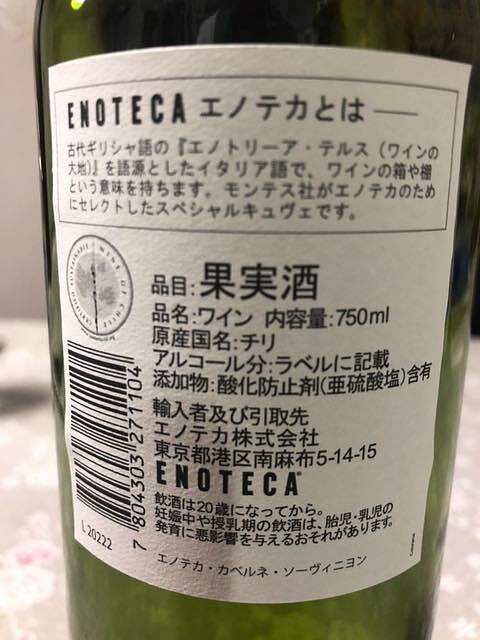 ENOTECA エノテカとは——
古代ギリシャ語の『エノトリーア・テルス（ワインの
大地）』を語源としたイタリア語で、ワインの箱や棚
という意味を持ちます。モンテス社がエノテカのため
にセレクトしたスペシャルキュヴェです。
WINE OF CHILE
品目:果実酒
品名:ワイン 内容量:750ml
原産国名:チリ
アルコール分:ラベルに記載
添加物:酸化防止剤(亜硫酸塩)含有
輸入者及び引取先
エノテカ株式会社
東京都港区南麻布5-14-15
ENOTECA®
飲酒は20歳になってから。
妊娠中や授乳期の飲酒は、胎児・乳児の
発育に悪影響を与えるおそれがあります。
L-20222
7 804303 271104
エノテカ・カベルネ・ソーヴィニヨン